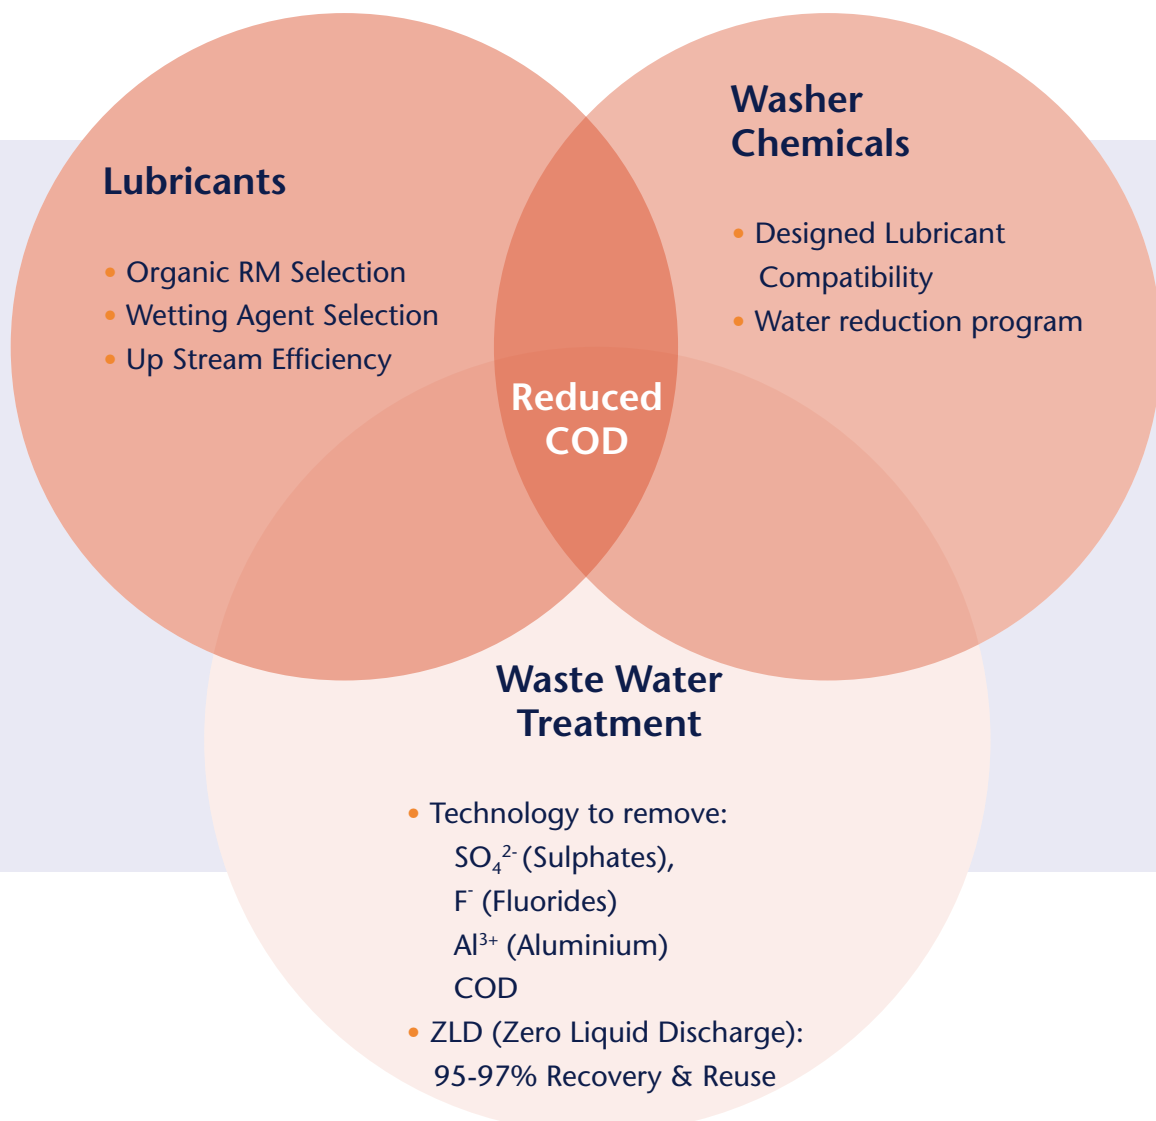 Lubricants
• Organic RM Selection
• Wetting Agent Selection
• Up Stream Efficiency
Washer
Chemicals
• Designed Lubricant
Compatibility
• Water reduction program
Reduced
COD
Waste Water
Treatment
• Technology to remove:
SO₄²⁻ (Sulphates),
F⁻ (Fluorides)
Al³⁺ (Aluminium)
COD
• ZLD (Zero Liquid Discharge):
95-97% Recovery & Reuse